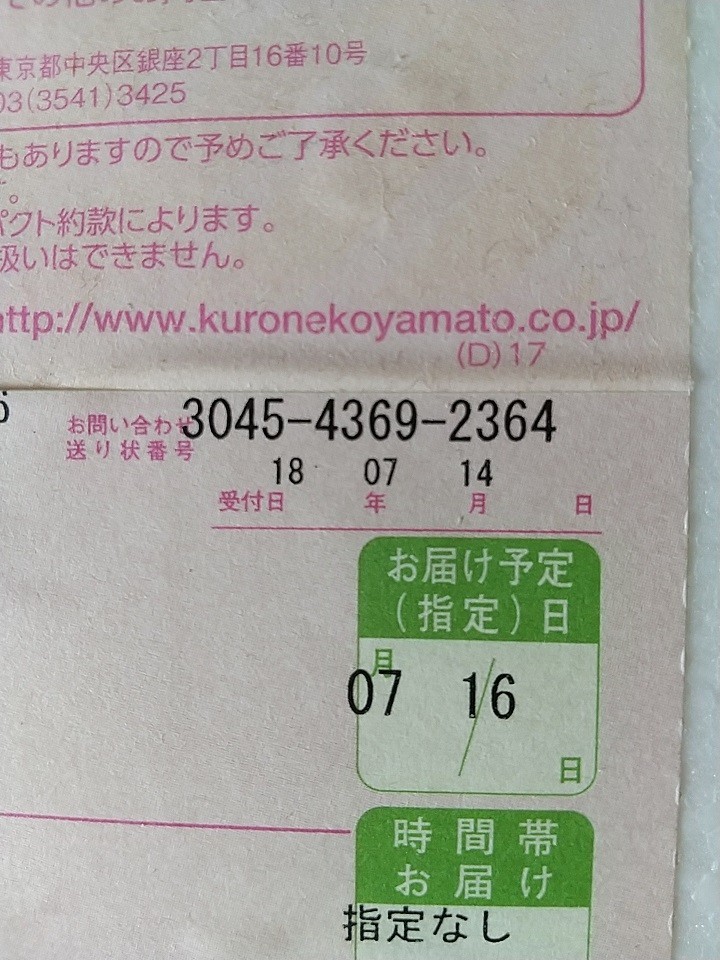 東京都中央区銀座2丁目16番10号
03(3541)3425
もありますので予めご了承ください。
す。
パクト約款によります。
扱いはできません。
http://www.kuronekoyamato.co.jp/
(D)17
お問い合わせ
送り状番号
3045-4369-2364
18 07 14
受付日 年 月 日
お届け予定
(指定)日
月
07 16
日
時間帯
お届け
指定なし